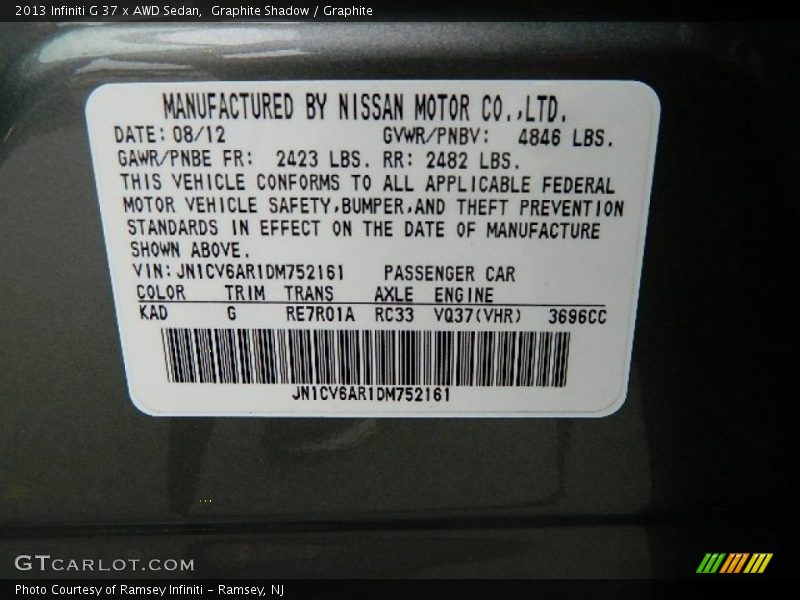 2013 Infiniti G 37 x AWD Sedan,  Graphite Shadow / Graphite
MANUFACTURED BY NISSAN MOTOR CO.,LTD.
DATE: 08/12 GVWR/PNBV: 4846 LBS.
GAWR/PNBE FR: 2423 LBS. RR: 2482 LBS.
THIS VEHICLE CONFORMS TO ALL APPLICABLE FEDERAL
MOTOR VEHICLE SAFETY,BUMPER,AND THEFT PREVENTION
STANDARDS IN EFFECT ON THE DATE OF MANUFACTURE
SHOWN ABOVE.
VIN: JN1CV6AR1DM752161 PASSENGER CAR
COLOR TRIM TRANS AXLE ENGINE
KAD G RE7R01A RC33 VQ37(VHR) 3696CC
JN1CV6AR1DM752161
GTCARLOT.COM
Photo Courtesy of Ramsey Infiniti - Ramsey, NJ